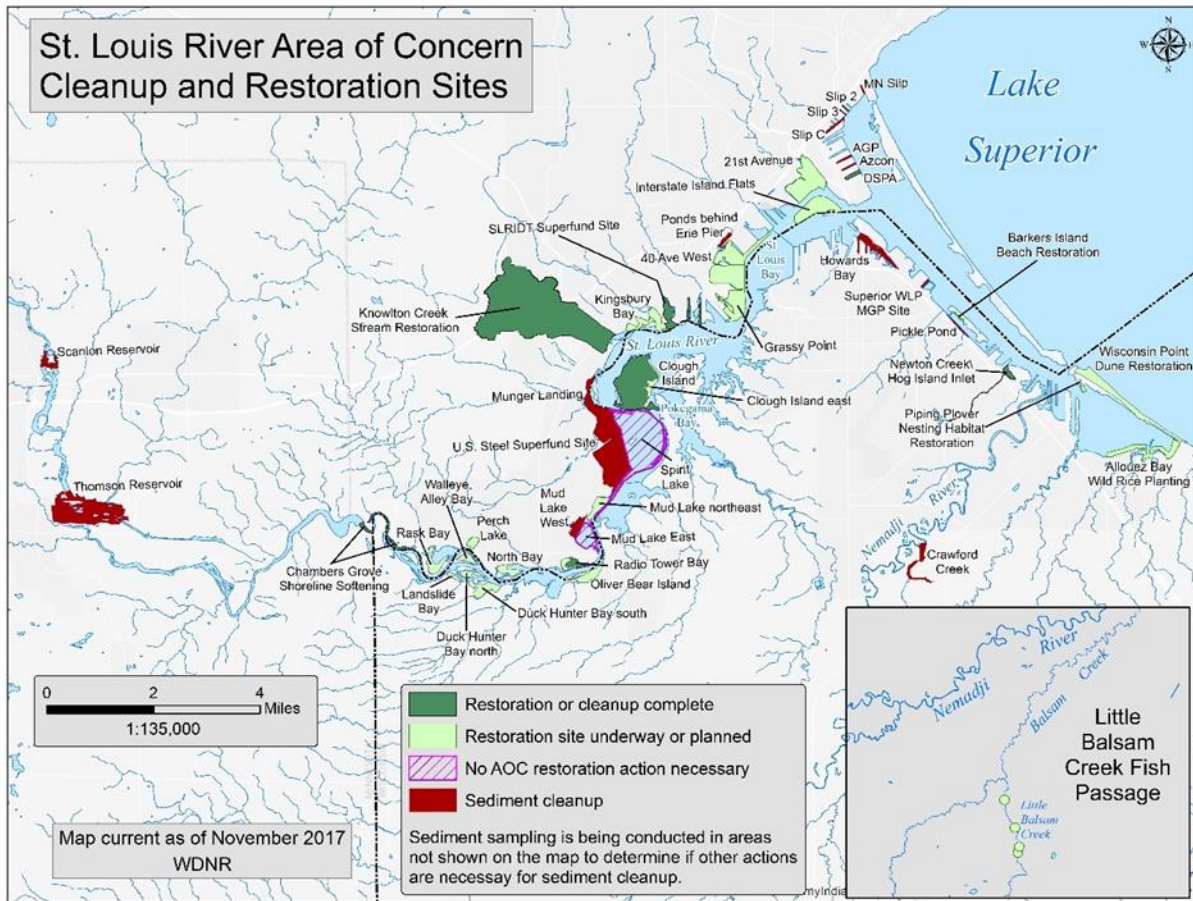 St. Louis River Area of Concern
Cleanup and Restoration Sites
N
W
S
Lake
Superior
MN Slip
Slip 2
Slip 3
Slip C
AGP
Azcon
DSPA
21st Avenue
Interstate Island Flats
Ponds behind
Erie Pier
SLRIDT Superfund Site
40 Ave West
St
Louis
Bay
Howards
Bay
Barkers Island
Beach Restoration
Superior WLP
MGP Site
Pickle Pond
Knowlton Creek
Stream Restoration
Kingsbury
Bay
St. Louis River
Grassy Point
Wisconsin Point
Dune Restoration
Newton Creek\
Hog Island Inlet
Scanlon Reservoir
Clough
Island
Munger Landing
Clough Island east
Pokegama
Bay
Piping Plover
Nesting Habitat
Restoration
U.S. Steel Superfund Site
Spirit
Lake
Allouez Bay
Wild Rice Planting
Thomson Reservoir
Walleye
Alley Bay
Mud
Lake
West
Mud Lake northeast
Perch
Lake
Rask Bay
North Bay
Mud Lake East
Nemadji
River
Crawford
Creek
Chambers Grove
Shoreline Softening
Radio Tower Bay
Landslide
Bay
Oliver Bear Island
Duck Hunter Bay south
Duck Hunter
Bay north
0 2 4
Miles
1:135,000
Restoration or cleanup complete
Restoration site underway or planned
No AOC restoration action necessary
Sediment cleanup
Sediment sampling is being conducted in areas
not shown on the map to determine if other actions
are necessay for sediment cleanup.
Map current as of November 2017
WDNR
Nemadji
River
Balsam
Creek
Little
Balsam
Creek Fish
Passage
Little
Balsam
Creek